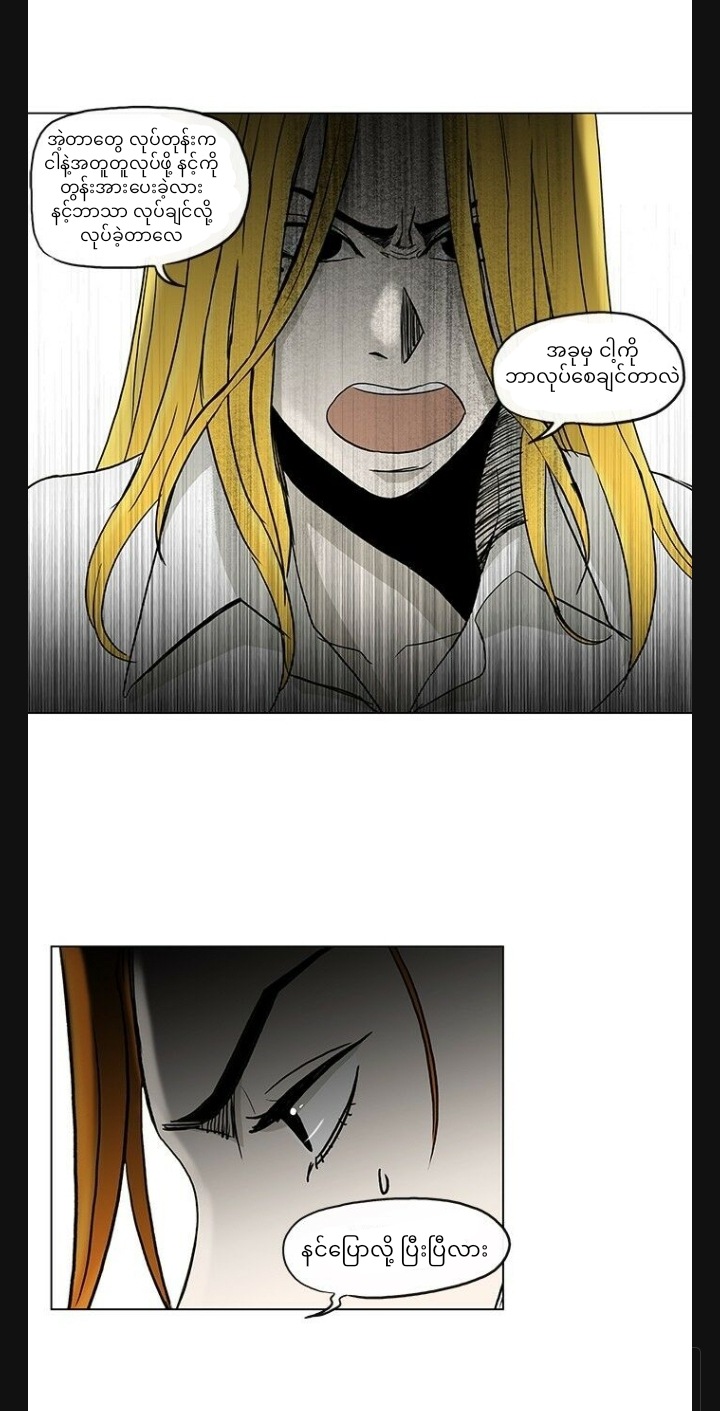 အဲ့တာတွေ လုပ်တုန်းက
ငါနဲ့အတူတူလုပ်ဖို့ နင့်ကို
တွန်းအားပေးခဲ့လား
နင့်ဘာသာ လုပ်ချင်လို့
လုပ်ခဲ့တာလေ
အခုမှ ငါ့ကို
ဘာလုပ်စေချင်တာလဲ
နင်ပြောလို့ ပြီးပြီလား